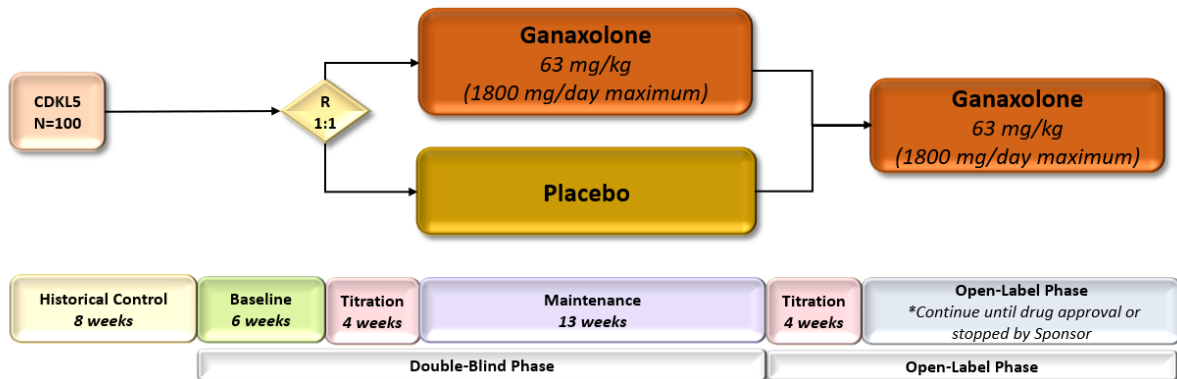 Ganaxolone
63 mg/kg
(1800 mg/day maximum)
CDKL5
N=100
R
1:1
Ganaxolone
63 mg/kg
(1800 mg/day maximum)
Placebo
Historical Control
8 weeks
Baseline
6 weeks
Titration
4 weeks
Maintenance
13 weeks
Titration
4 weeks
Open-Label Phase
*Continue until drug approval or
stopped by Sponsor
Double-Blind Phase
Open-Label Phase